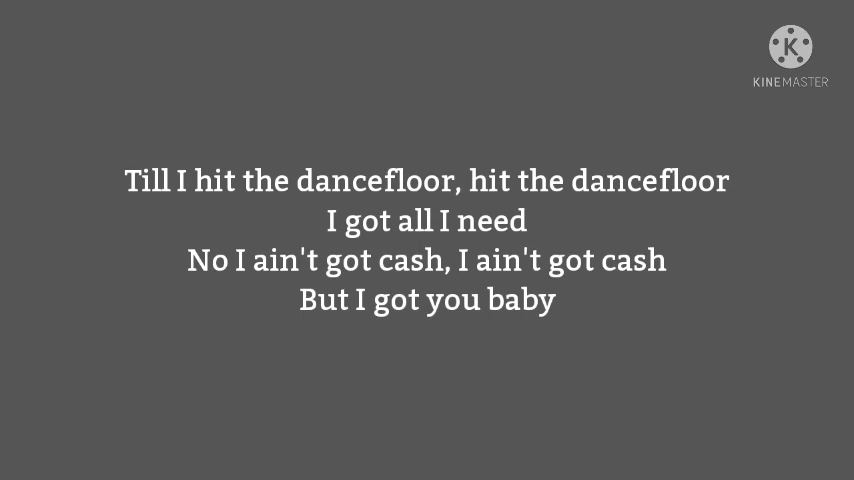 KINEMASTER
Till I hit the dancefloor, hit the dancefloor
I got all I need
No I ain't got cash, I ain't got cash
But I got you baby